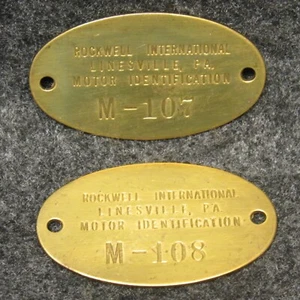 ROCKWELL INTERNATIONAL
LINESVILLE, PA.
MOTOR IDENTIFICATION
M-107
ROCKWELL INTERNATIONAL
LINESVILLE, PA
MOTOR IDENTIFICATION
M-108